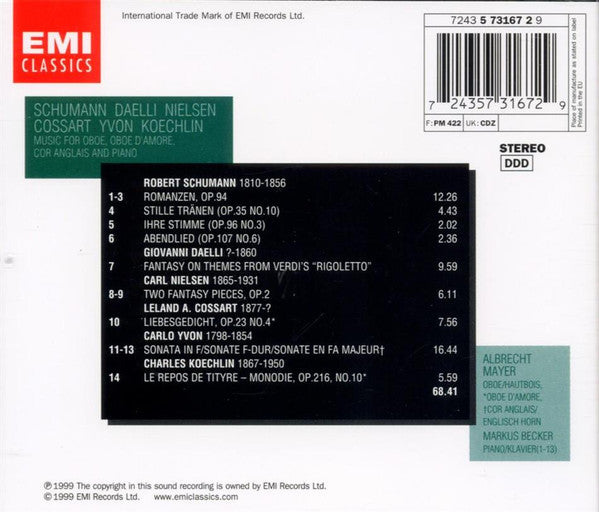 International Trade Mark of EMI Records Ltd.
EMI
CLASSICS
7243 5 73167 2 9
7 24357 31672 9
F: PM 422 UK: CDZ
Place of manufacture as stated on label
Printed in the EU
STEREO
DDD
SCHUMANN DAELLI NIELSEN
COSSART YVON KOECHLIN
MUSIC FOR OBOE, OBOE D'AMORE,
COR ANGLAIS AND PIANO
ROBERT SCHUMANN 1810-1856
1-3 ROMANZEN, OP.94 12.26
4 STILLE TRÄNEN (OP.35 NO.10) 4.43
5 IHRE STIMME (OP.96 NO.3) 2.02
6 ABENDLIED (OP.107 NO.6) 2.36
GIOVANNI DAELLI ?-1860
7 FANTASY ON THEMES FROM VERDI'S "RIGOLETTO" 9.59
CARL NIELSEN 1865-1931
8-9 TWO FANTASY PIECES, OP.2 6.11
LELAND A. COSSART 1877-?
10 LIEBESGEDICHT, OP.23 NO.4* 7.56
CARLO YVON 1798-1854
11-13 SONATA IN F/SONATE F-DUR/SONATE EN FA MAJEUR† 16.44
CHARLES KOECHLIN 1867-1950
14 LE REPOS DE TITYRE – MONODIE, OP.216, NO.10* 5.59
68.41
ALBRECHT
MAYER
OBOE/HAUTBOIS,
*OBOE D'AMORE,
†COR ANGLAIS/
ENGLISCH HORN
MARKUS BECKER
PIANO/KLAVIER(1-13)
℗ 1999 The copyright in this sound recording is owned by EMI Records Ltd.
© 1999 EMI Records Ltd. www.emiclassics.com